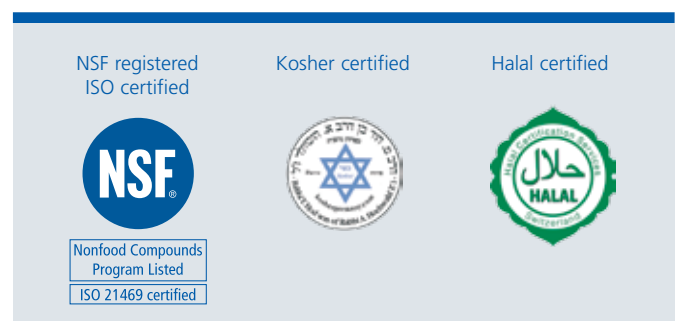 NSF registered
ISO certified
Kosher certified
Halal certified
NSF®
Nonfood Compounds
Program Listed
ISO 21469 certified
Halal Certification Services
حلال
HALAL
Switzerland